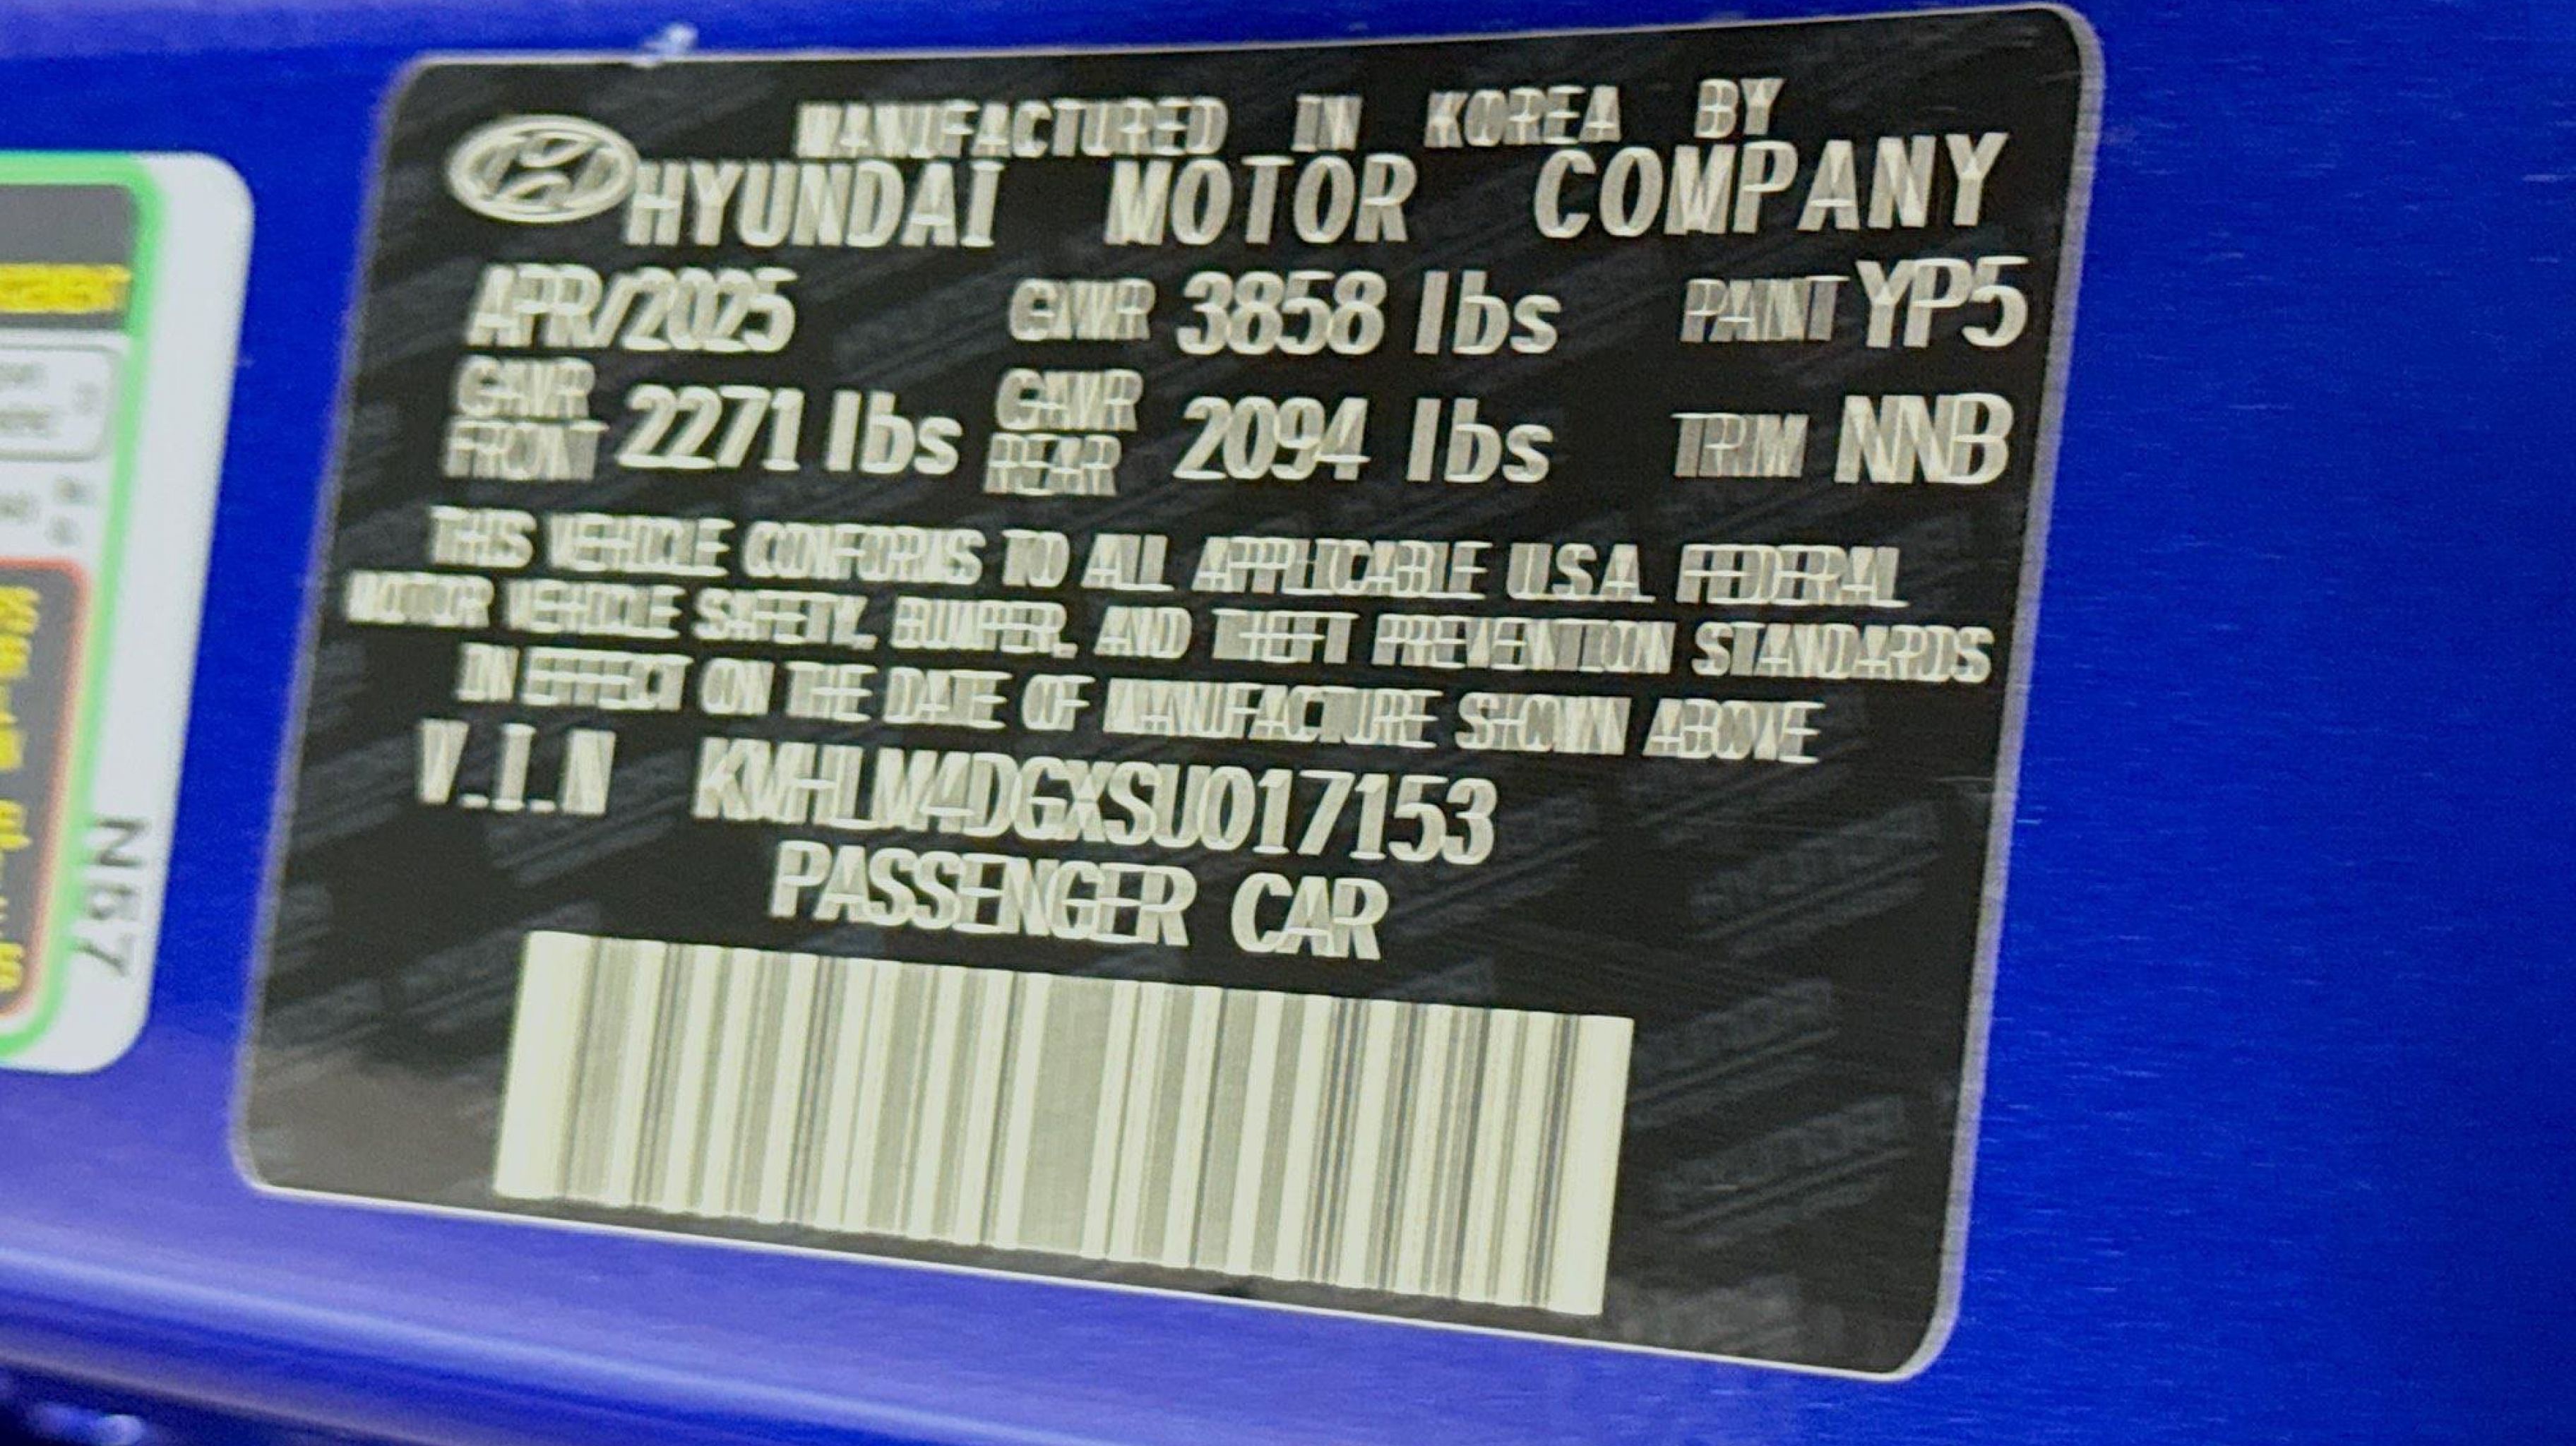 MANUFACTURED IN KOREA BY
HYUNDAI MOTOR COMPANY
APR/2025 GVWR 3858 lbs PAINT YP5
GAWR FRONT 2271 lbs GAWR REAR 2094 lbs TRIM NNB
THIS VEHICLE CONFORMS TO ALL APPLICABLE U.S.A. FEDERAL
MOTOR VEHICLE SAFETY, BUMPER, AND THEFT PREVENTION STANDARDS
IN EFFECT ON THE DATE OF MANUFACTURE SHOWN ABOVE
V.I.N KMHLM4DGXSU017153
PASSENGER CAR